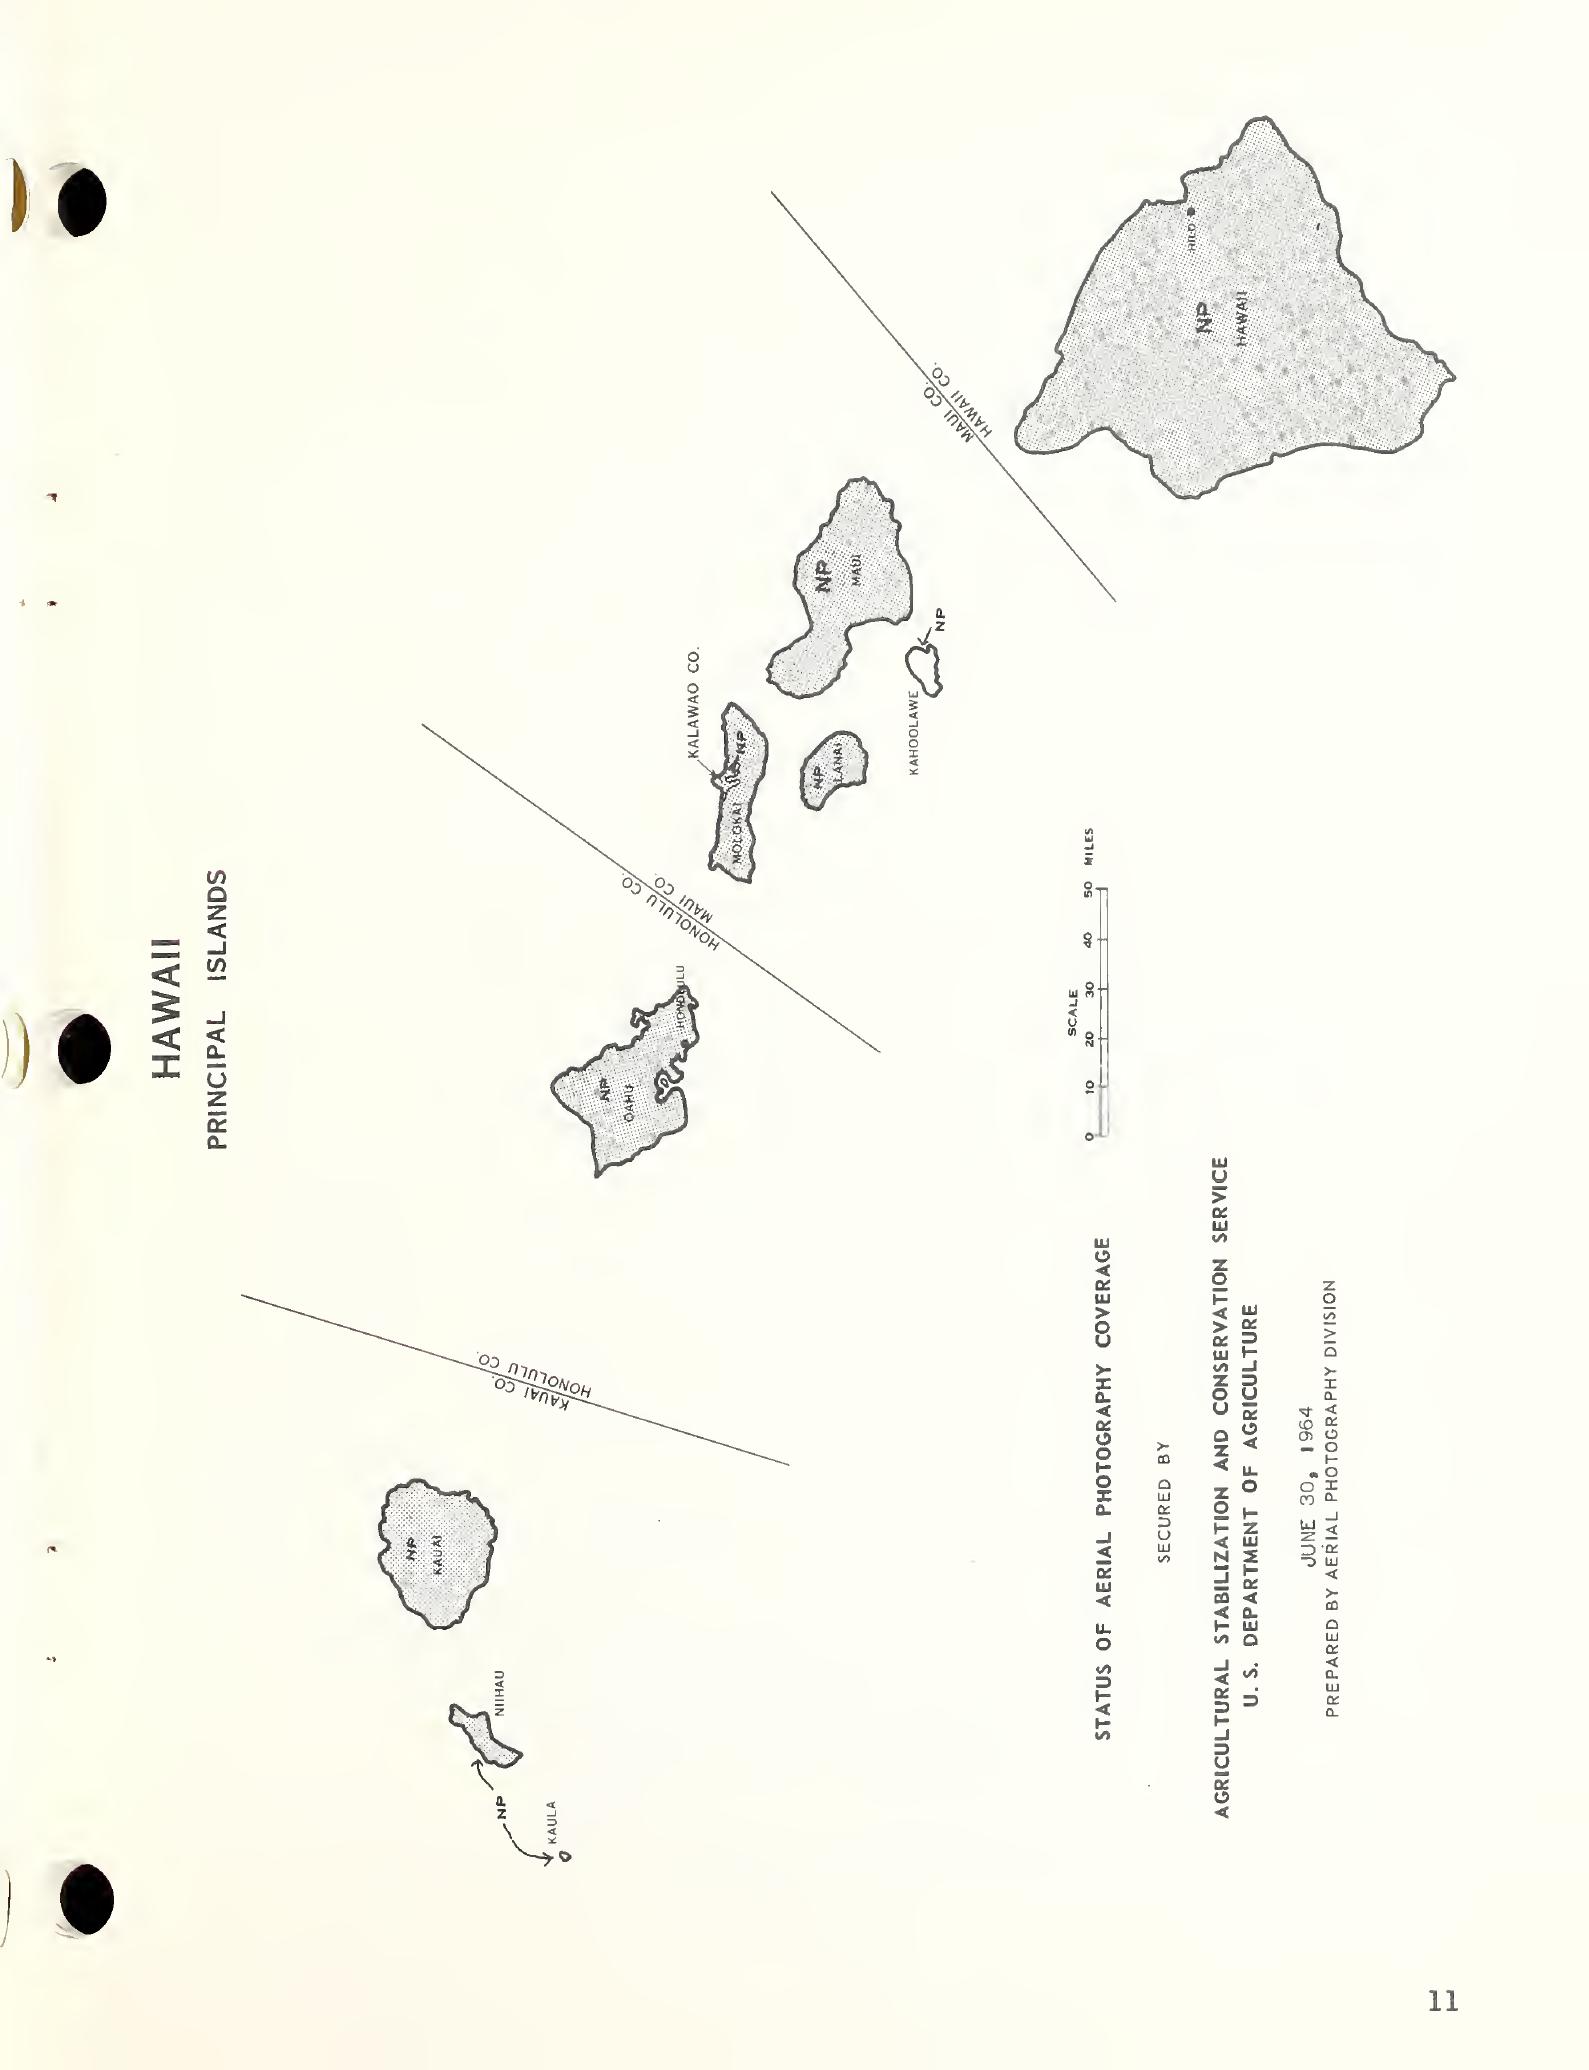 HAWAII
PRINCIPAL ISLANDS
KAUAI CO.
HONOLULU CO.
HONOLULU CO.
MAUI CO.
MAUI CO.
HAWAII CO.
NP
KAUAI
NIIHAU
NP
KAULA
NP
OAHU
HONOLULU
KALAWAO CO.
MOLOKAI
NP
NP
LANAI
NP
MAUI
KAHOOLAWE
NP
HILO
NP
HAWAII
SCALE
0 10 20 30 40 50 MILES
STATUS OF AERIAL PHOTOGRAPHY COVERAGE
SECURED BY
AGRICULTURAL STABILIZATION AND CONSERVATION SERVICE
U. S. DEPARTMENT OF AGRICULTURE
JUNE 30, 1964
PREPARED BY AERIAL PHOTOGRAPHY DIVISION
11